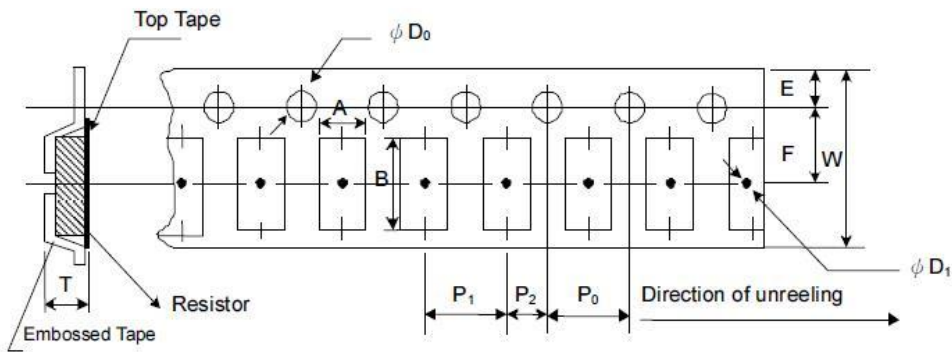 Top Tape
ϕ D₀
E
A
F
W
B
ϕ D₁
T
P₁
P₂
P₀
Direction of unreeling
Resistor
Embossed Tape